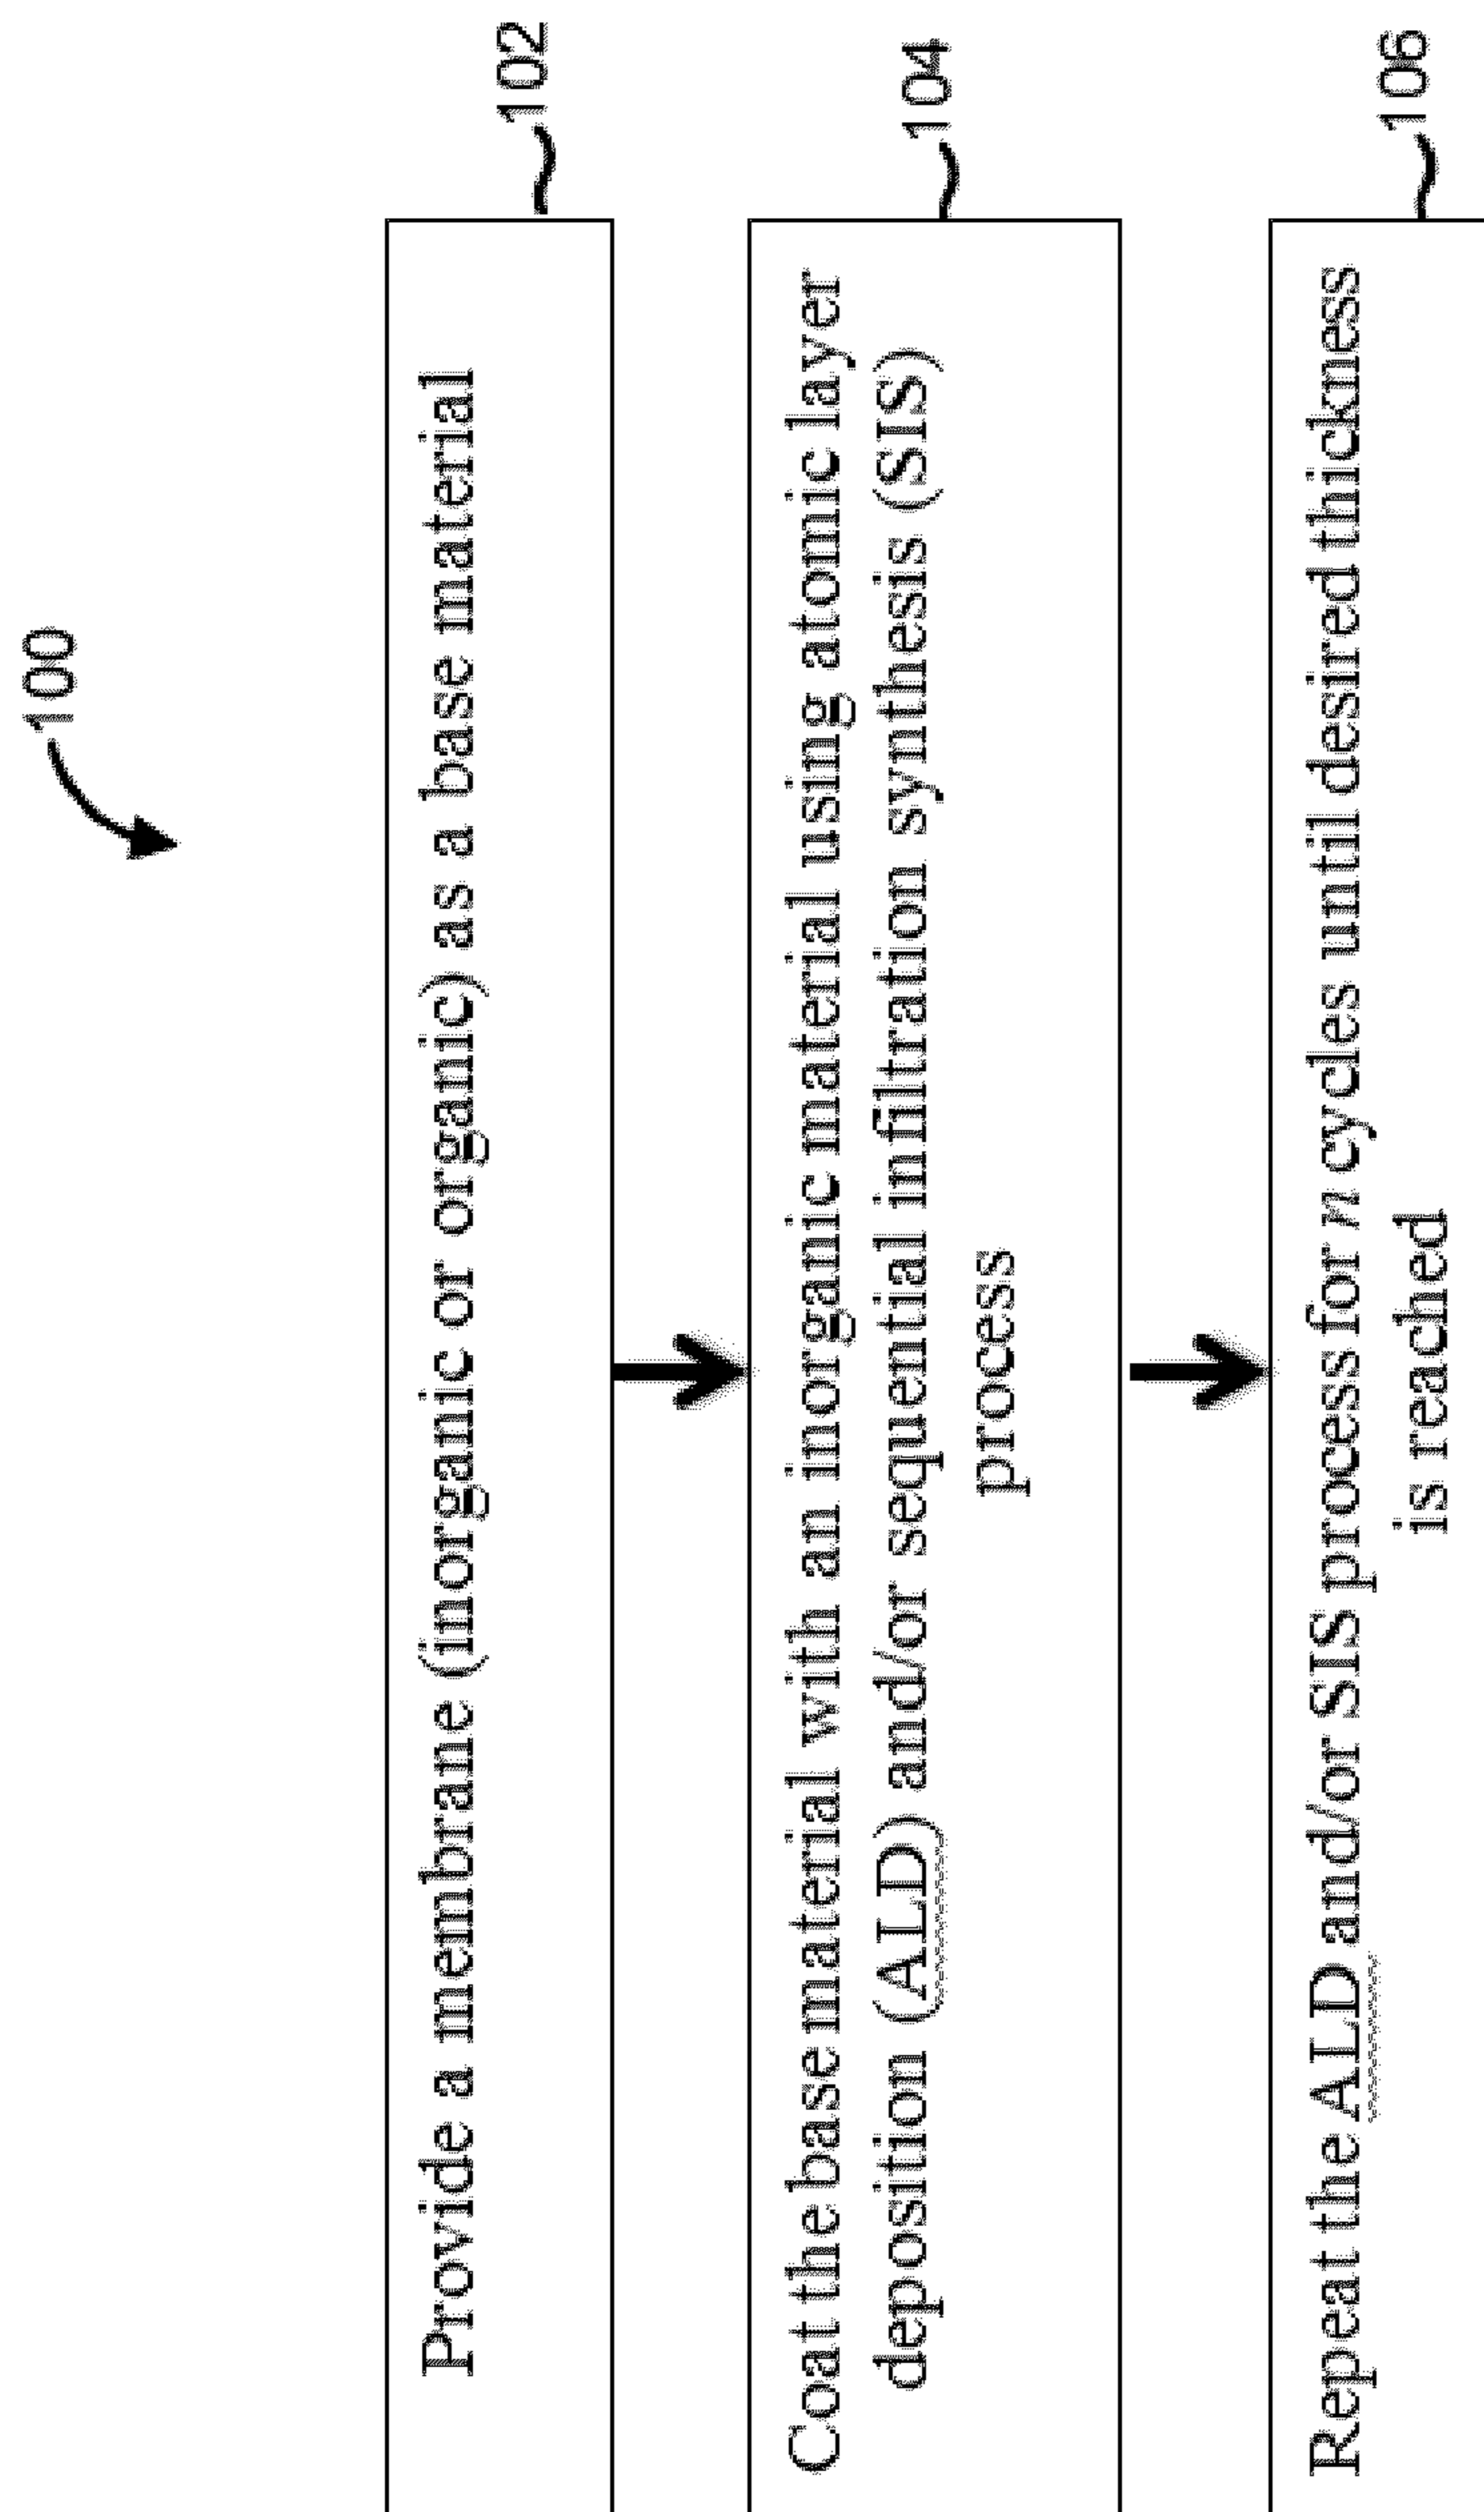 100
Provide a membrane (inorganic or organic) as a base material
102
Coat the base material with an inorganic material using atomic layer
deposition (ALD) and/or sequential infiltration synthesis (SIS)
process
104
Repeat the ALD and/or SIS process for n cycles until desired thickness
is reached
106